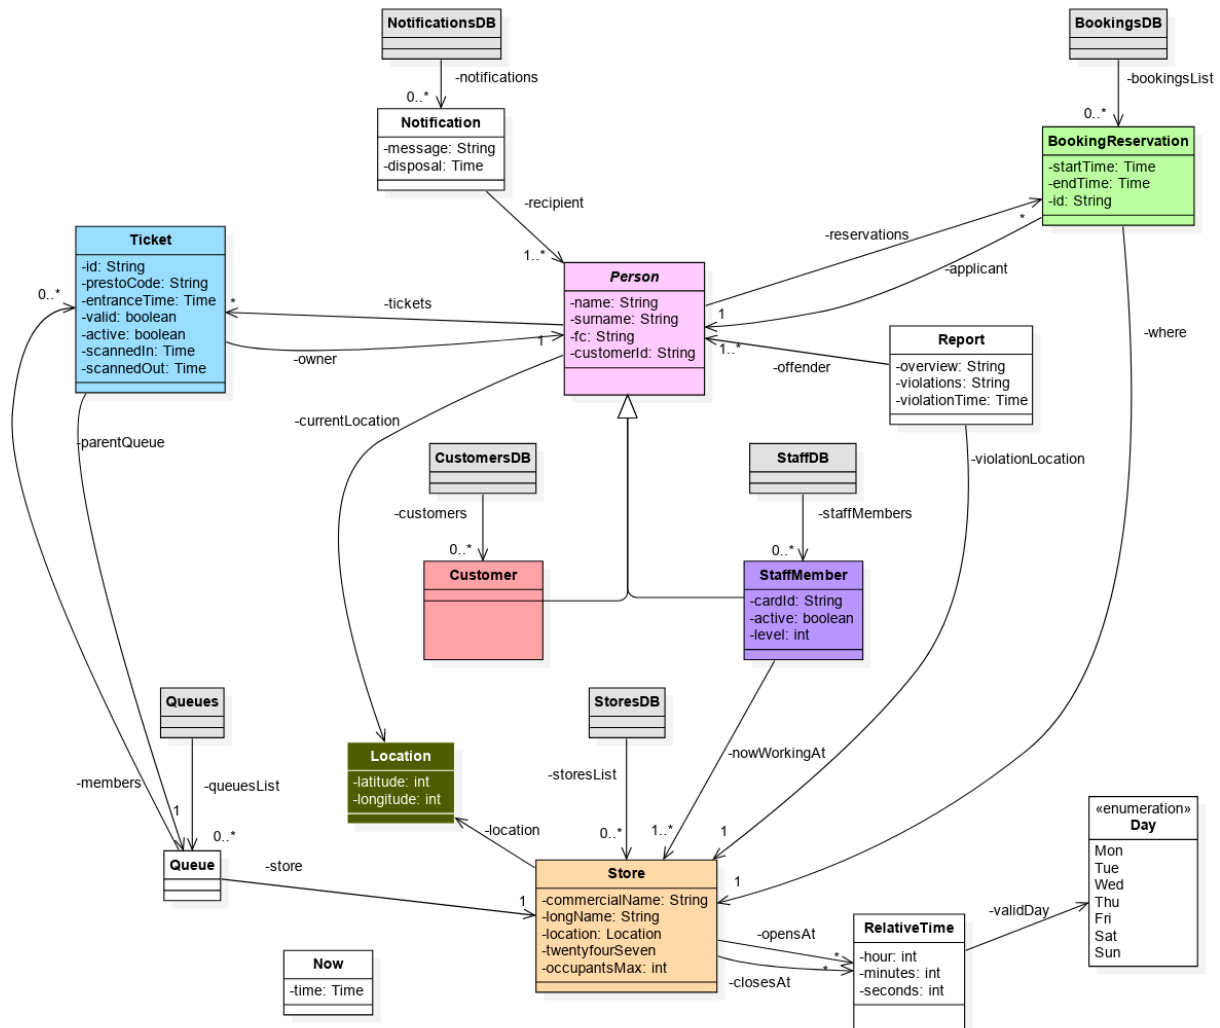 NotificationsDB
BookingsDB
-notifications
-bookingsList
0..*
0..*
Notification
-message: String
-disposal: Time
BookingReservation
-startTime: Time
-endTime: Time
-id: String
-recipient
1..*
-reservations
*
Ticket
-id: String
-prestoCode: String
-entranceTime: Time
-valid: boolean
-active: boolean
-scannedIn: Time
-scannedOut: Time
0..*
*
-tickets
-owner
1
Person
-name: String
-surname: String
-fc: String
-customerId: String
-applicant
1
1..*
-offender
Report
-overview: String
-violations: String
-violationTime: Time
-where
-currentLocation
-parentQueue
CustomersDB
StaffDB
-violationLocation
-customers
-staffMembers
0..*
0..*
Customer
StaffMember
-cardId: String
-active: boolean
-level: int
Queues
StoresDB
Location
-latitude: int
-longitude: int
-nowWorkingAt
-storesList
-members
-queuesList
1
0..*
-location
0..*
1..*
1
1
Queue
-store
1
Store
-commercialName: String
-longName: String
-location: Location
-twentyfourSeven
-occupantsMax: int
«enumeration»
Day
Mon
Tue
Wed
Thu
Fri
Sat
Sun
-validDay
-opensAt
*
-closesAt
*
RelativeTime
-hour: int
-minutes: int
-seconds: int
Now
-time: Time